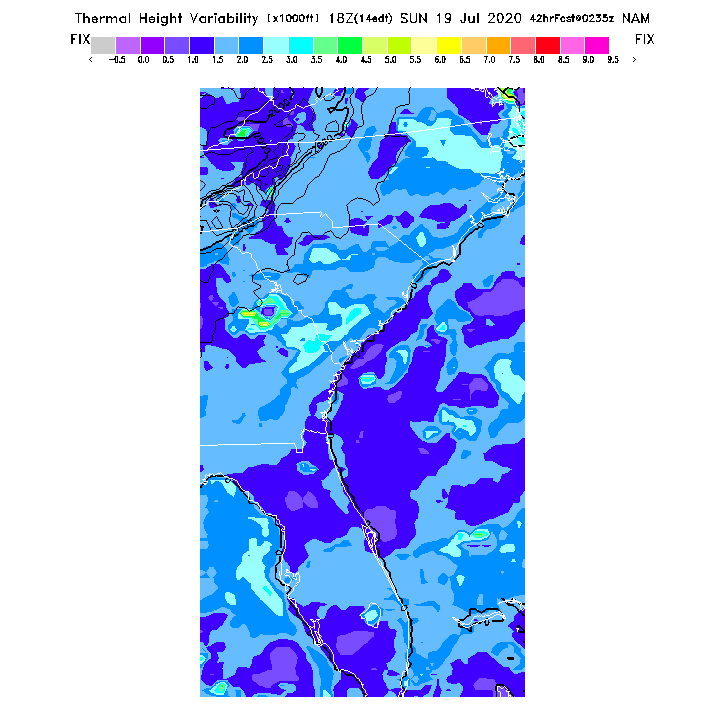 Thermal Height Variability [x1000ft] 18Z(14edt) SUN 19 Jul 2020 42hrFcst@0235z NAM
FIX FIX
< -0.5 0.0 0.5 1.0 1.5 2.0 2.5 3.0 3.5 4.0 4.5 5.0 5.5 6.0 6.5 7.0 7.5 8.0 8.5 9.0 9.5 >